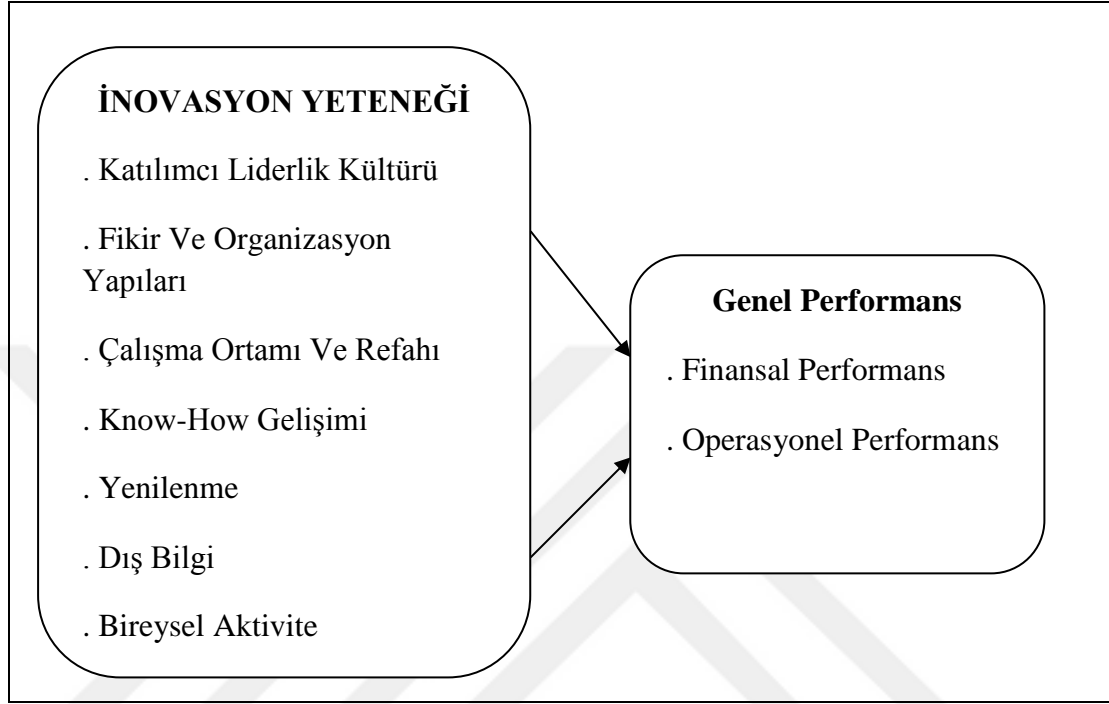 İNOVASYON YETENEĞİ
. Katılımcı Liderlik Kültürü
. Fikir Ve Organizasyon
Yapıları
. Çalışma Ortamı Ve Refahı
. Know-How Gelişimi
. Yenilenme
. Dış Bilgi
. Bireysel Aktivite
Genel Performans
. Finansal Performans
. Operasyonel Performans